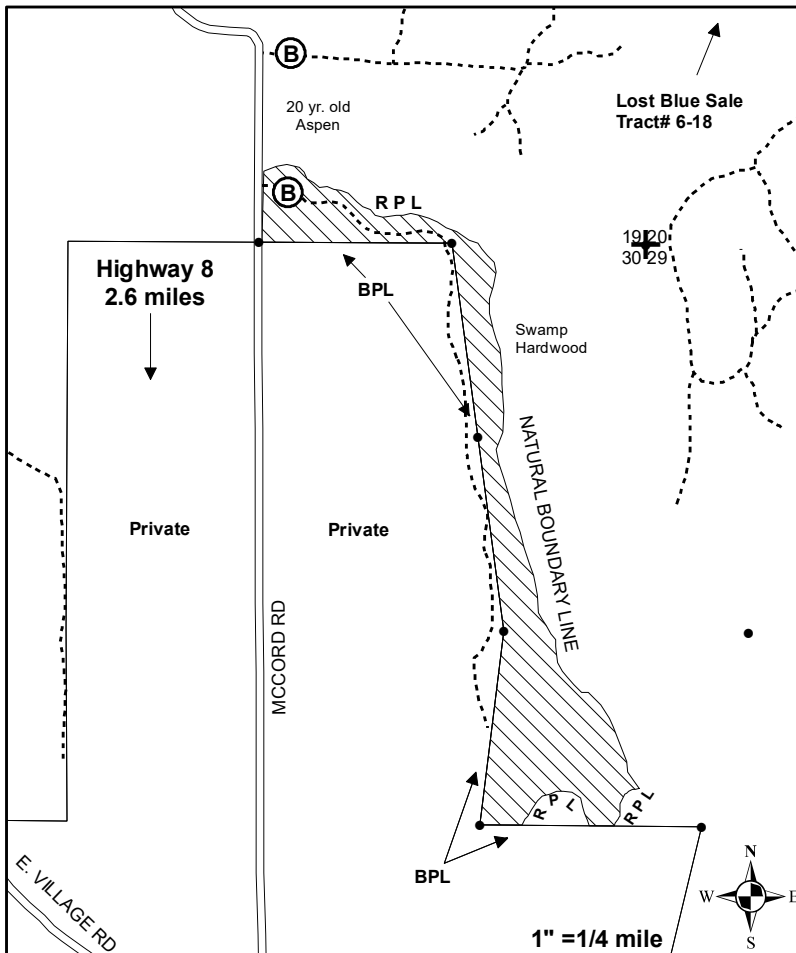 B
20 yr. old
Aspen
Lost Blue Sale
Tract# 6-18
B
R P L
19 20
30 29
Highway 8
2.6 miles
BPL
Swamp
Hardwood
NATURAL BOUNDARY LINE
Private
Private
MCCORD RD
R P L
R P L
BPL
E. VILLAGE RD
N
W
E
S
1" =1/4 mile